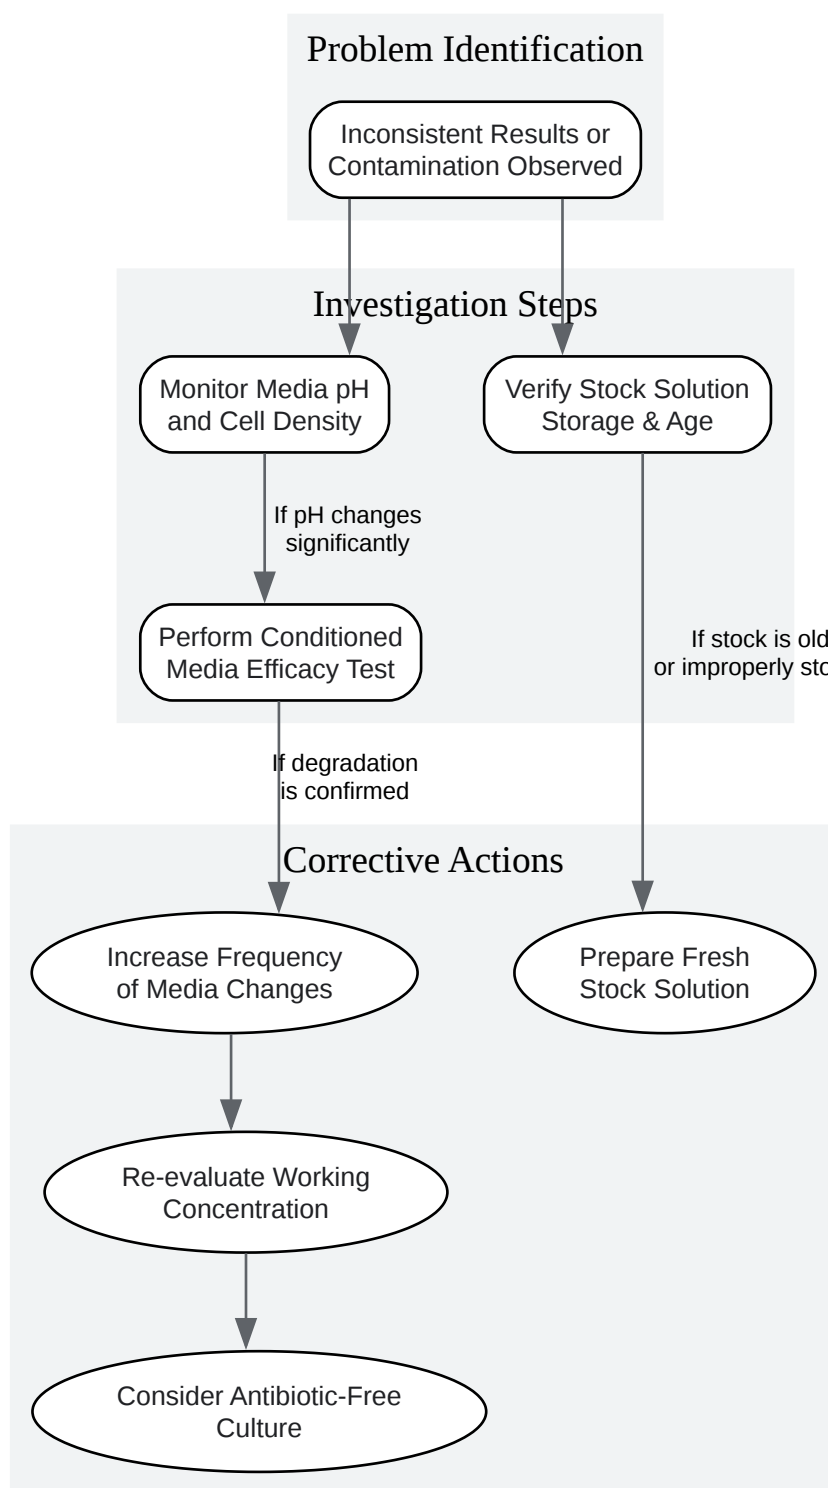 Problem Identification
Inconsistent Results or
Contamination Observed
Investigation Steps
Monitor Media pH
and Cell Density
Verify Stock Solution
Storage & Age
If pH changes
significantly
Perform Conditioned
Media Efficacy Test
If stock is old
or improperly
If degradation
is confirmed
Corrective Actions
Increase Frequency
of Media Changes
Prepare Fresh
Stock Solution
Re-evaluate Working
Concentration
Consider Antibiotic-Free
Culture